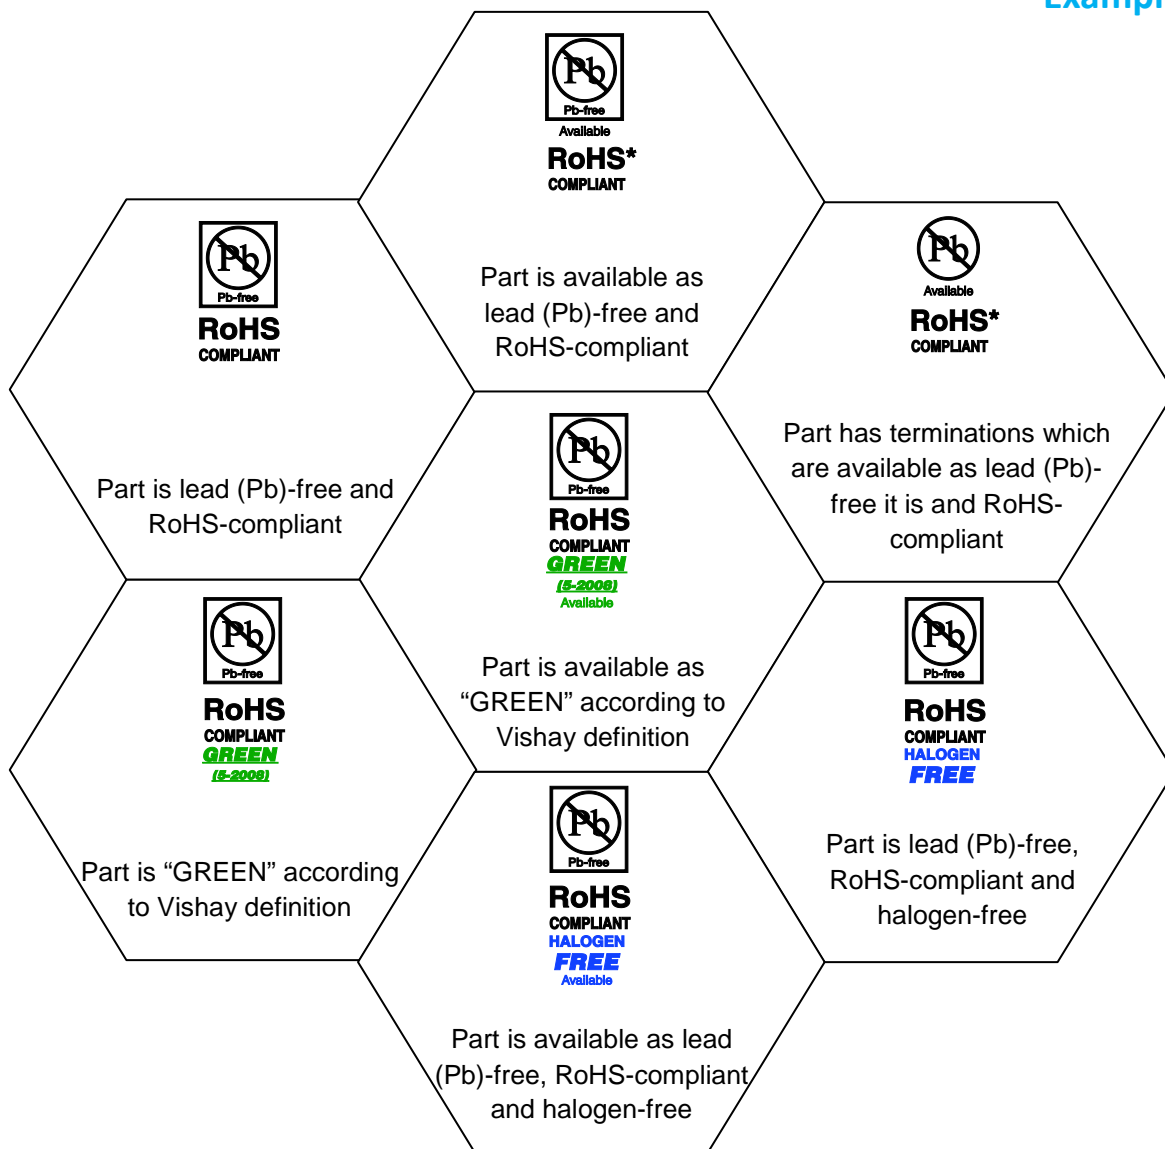 Exampl
Pb
Pb-free
Available
RoHS*
COMPLIANT
Part is available as
lead (Pb)-free and
RoHS-compliant
Pb
Pb-free
RoHS
COMPLIANT
Part is lead (Pb)-free and
RoHS-compliant
Pb
Available
RoHS*
COMPLIANT
Part has terminations which
are available as lead (Pb)-
free it is and RoHS-
compliant
Pb
Pb-free
RoHS
COMPLIANT
GREEN
(5-2008)
Available
Part is available as
“GREEN” according to
Vishay definition
Pb
Pb-free
RoHS
COMPLIANT
GREEN
(5-2008)
Part is “GREEN” according
to Vishay definition
Pb
Pb-free
RoHS
COMPLIANT
HALOGEN
FREE
Part is lead (Pb)-free,
RoHS-compliant and
halogen-free
Pb
Pb-free
RoHS
COMPLIANT
HALOGEN
FREE
Available
Part is available as lead
(Pb)-free, RoHS-compliant
and halogen-free